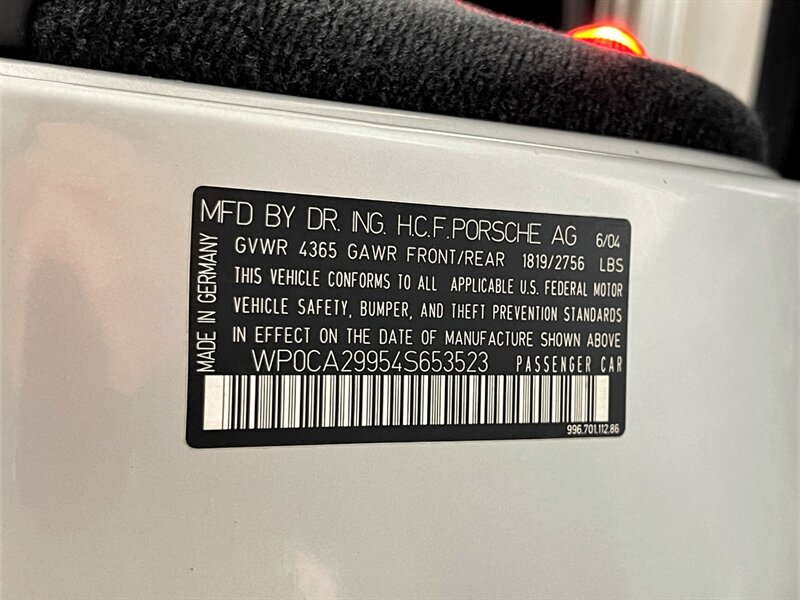 MFD BY DR. ING. H.C.F.PORSCHE AG 6/04
GVWR 4365 GAWR FRONT/REAR 1819/2756 LBS
THIS VEHICLE CONFORMS TO ALL APPLICABLE U.S. FEDERAL MOTOR
VEHICLE SAFETY, BUMPER, AND THEFT PREVENTION STANDARDS
IN EFFECT ON THE DATE OF MANUFACTURE SHOWN ABOVE
WP0CA29954S653523 PASSENGER CAR
996.701.112.86
MADE IN GERMANY